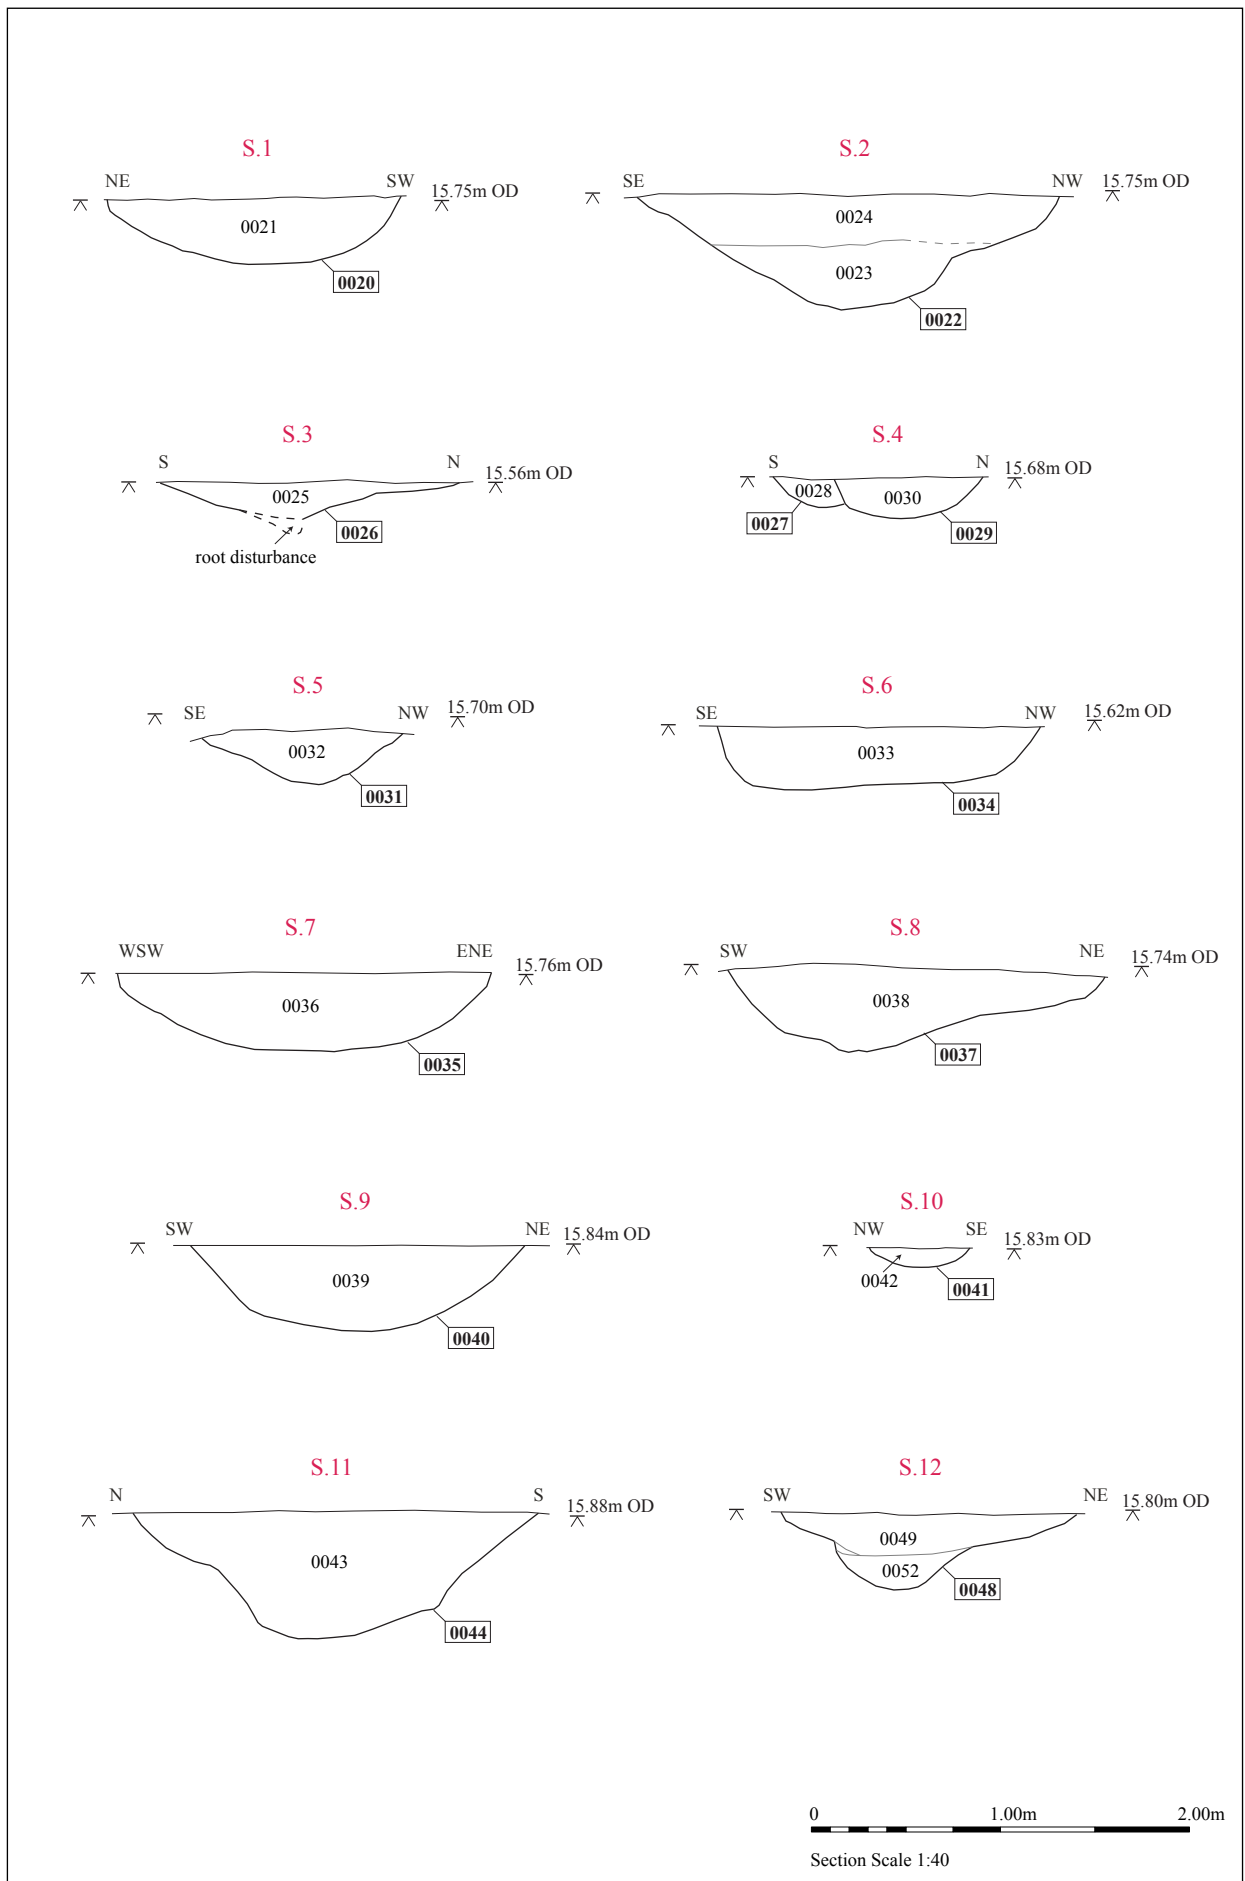 S.1
NE
SW
15.75m OD
0021
0020
S.2
SE
NW
15.75m OD
0024
0023
0022
S.3
S
N
15.56m OD
0025
0026
root disturbance
S.4
S
N
15.68m OD
0028
0030
0027
0029
S.5
SE
NW
15.70m OD
0032
0031
S.6
SE
NW
15.62m OD
0033
0034
S.7
WSW
ENE
15.76m OD
0036
0035
S.8
SW
NE
15.74m OD
0038
0037
S.9
SW
NE
15.84m OD
0039
0040
S.10
NW
SE
15.83m OD
0042
0041
S.11
N
S
15.88m OD
0043
0044
S.12
SW
NE
15.80m OD
0049
0052
0048
0 1.00m 2.00m
Section Scale 1:40